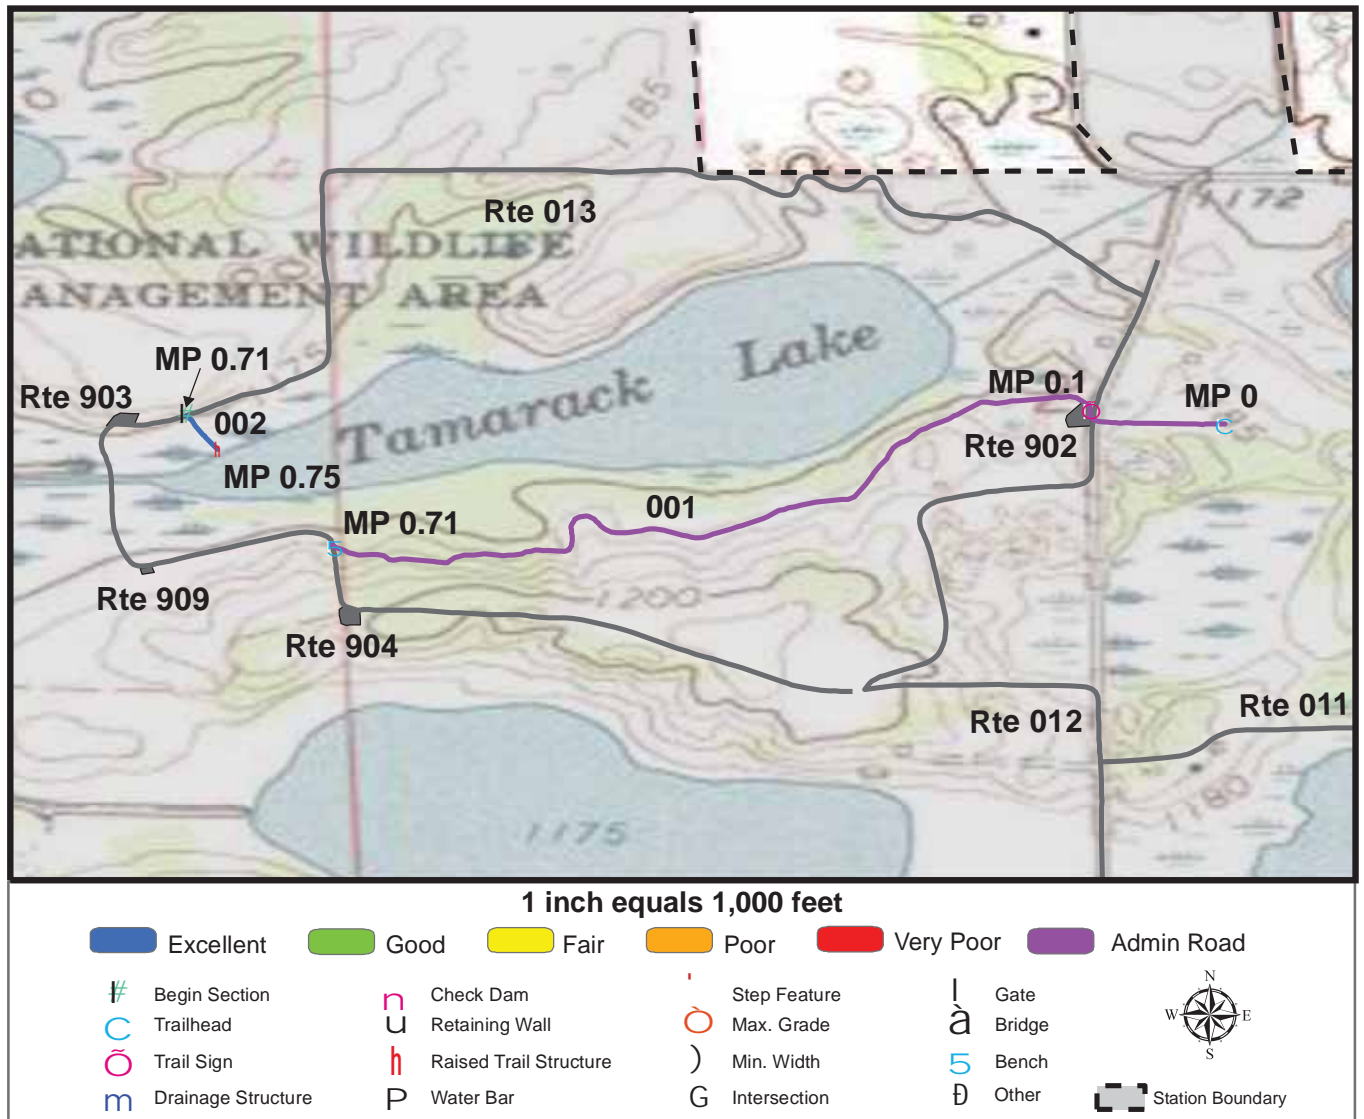 1185
1172
Rte 013
ATIONAL WILDLIFE
ANAGEMENT AREA
Tamarack Lake
MP 0.71
Rte 903
002
MP 0.75
MP 0.1
MP 0
C
Rte 902
MP 0.71
5
001
Rte 909
1200
Rte 904
Rte 012
Rte 011
1180
1175
1 inch equals 1,000 feet
Excellent Good Fair Poor Very Poor Admin Road
# Begin Section n Check Dam ' Step Feature | Gate
C Trailhead u Retaining Wall Ò Max. Grade à Bridge
Õ Trail Sign h Raised Trail Structure ) Min. Width 5 Bench
m Drainage Structure P Water Bar G Intersection Ð Other Station Boundary
N
W E
S